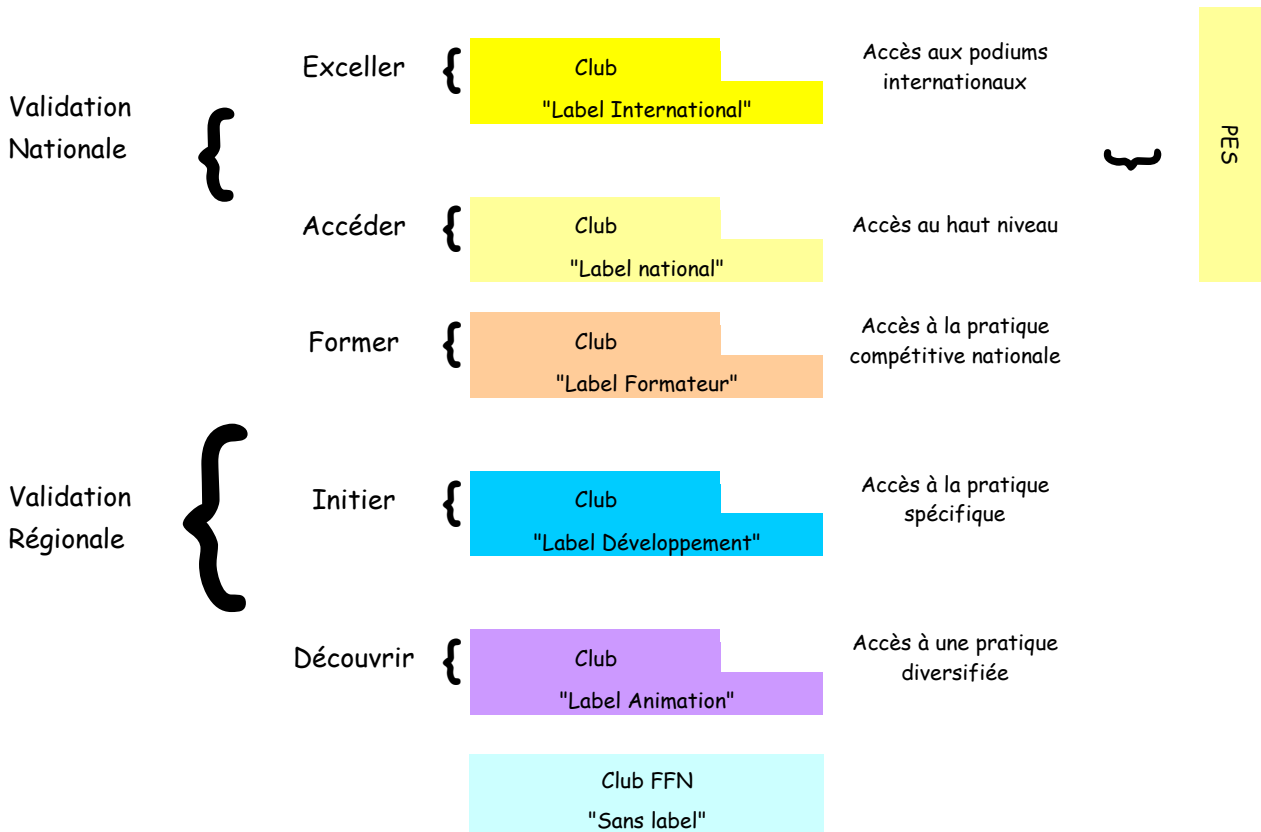 Validation
Nationale
Exceller
{
{
Club
"Label International"
Accès aux podiums
internationaux
}
PES
Accéder
{
Club
"Label national"
Accès au haut niveau
Former
{
Club
"Label Formateur"
Accès à la pratique
compétitive nationale
Validation
Régionale
{
Initier
{
Club
"Label Développement"
Accès à la pratique
spécifique
Découvrir
{
Club
"Label Animation"
Accès à une pratique
diversifiée
Club FFN
"Sans label"